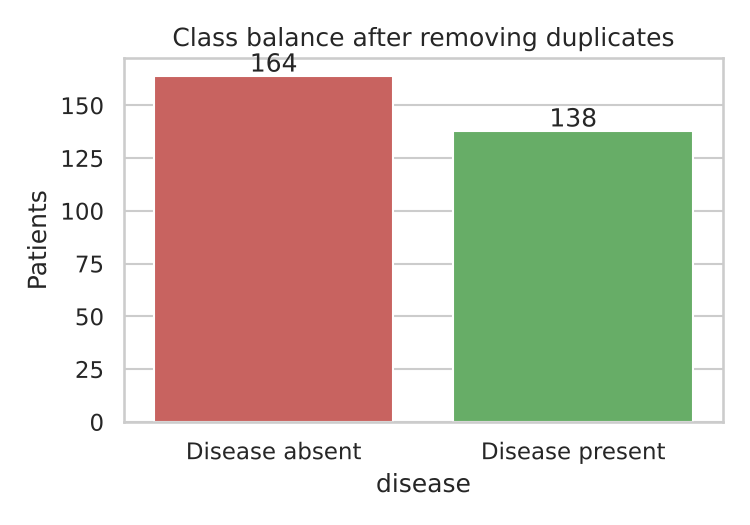 Class balance after removing duplicates
164
138
150
125
100
75
50
25
0
Patients
Disease absent
Disease present
disease